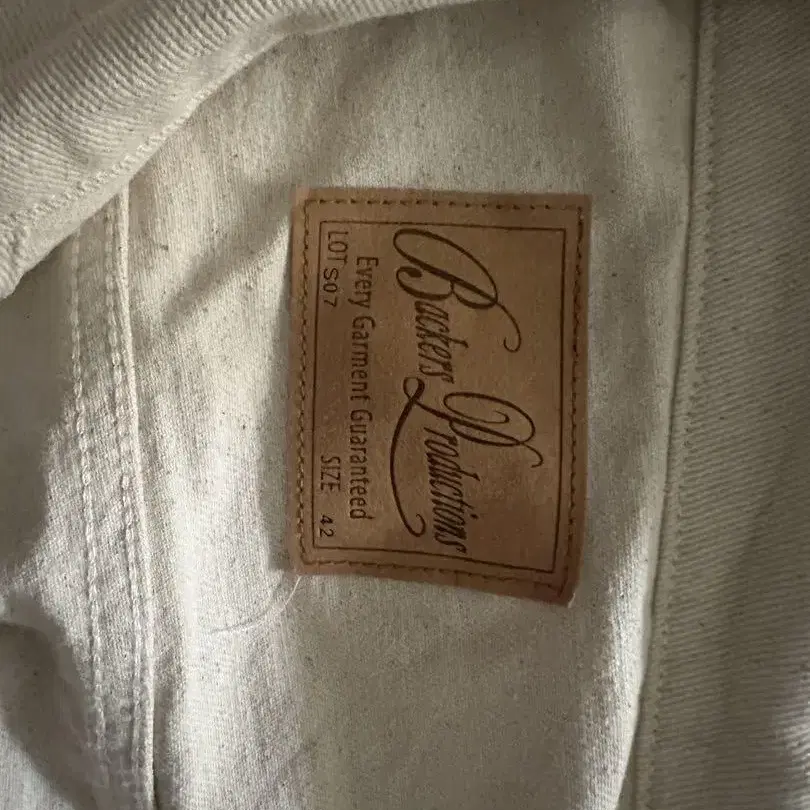 Backers Productions
Every Garment Guaranteed
LOT S07 SIZE 42